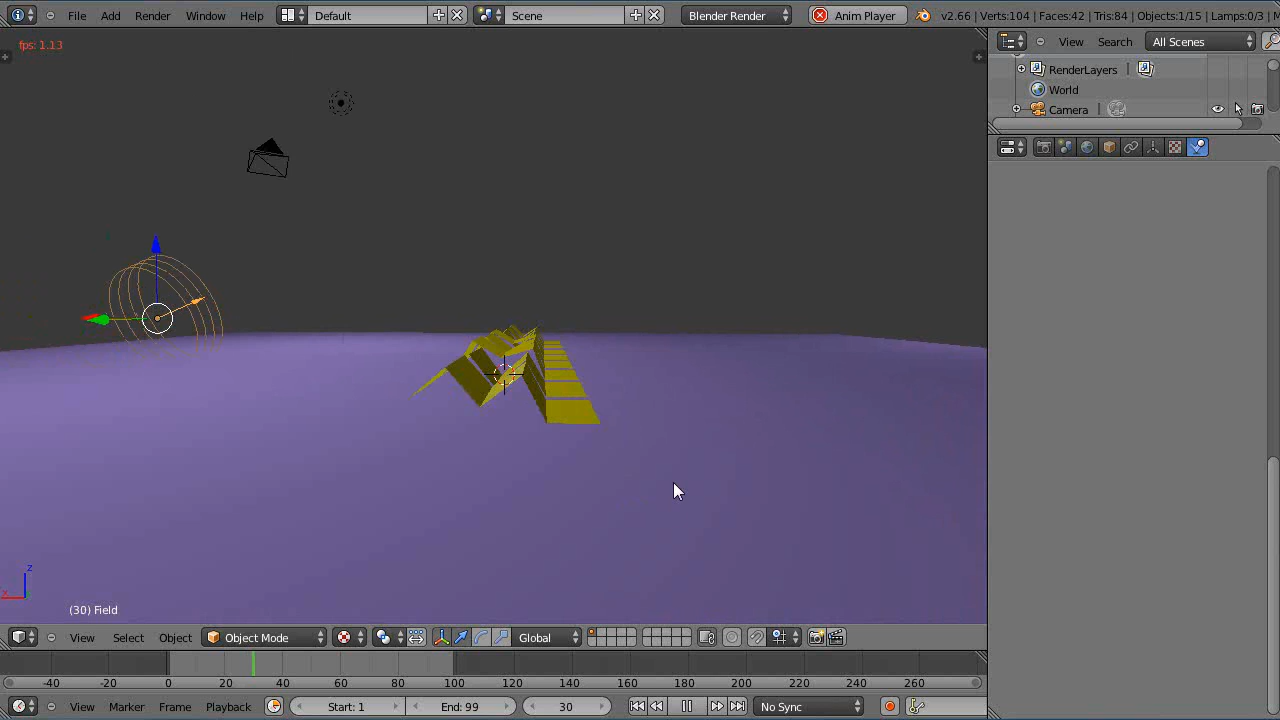 File Add Render Window Help Default Scene Blender Render Anim Player v2.66 | Verts:104 | Faces:42 | Tris:84 | Objects:1/15 | Lamps:0/3 | M
fps: 1.13
View Search All Scenes
RenderLayers |
World
Camera |
z
x
(30) Field
View Select Object Object Mode Global
-40 -20 0 20 40 60 80 100 120 140 160 180 200 220 240 260
View Marker Frame Playback Start: 1 End: 99 30 No Sync